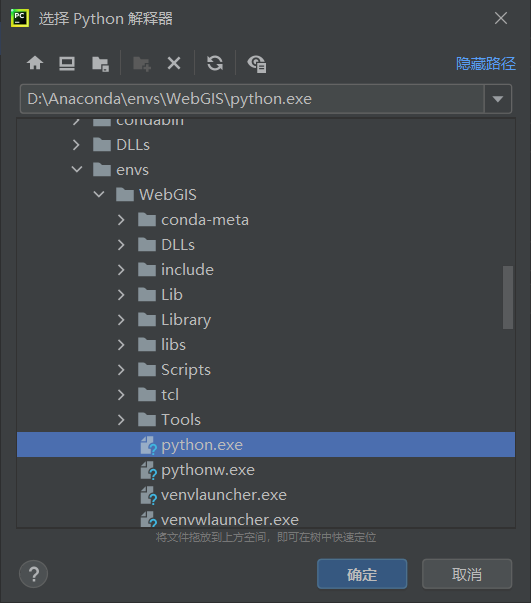 PC
选择 Python 解释器
隐藏路径
D:\Anaconda\envs\WebGIS\python.exe
condabin
DLLs
envs
WebGIS
conda-meta
DLLs
include
Lib
Library
libs
Scripts
tcl
Tools
python.exe
pythonw.exe
venvlauncher.exe
venvwlauncher.exe
将文件拖放到上方空间，即可在树中快速定位
?
确定
取消